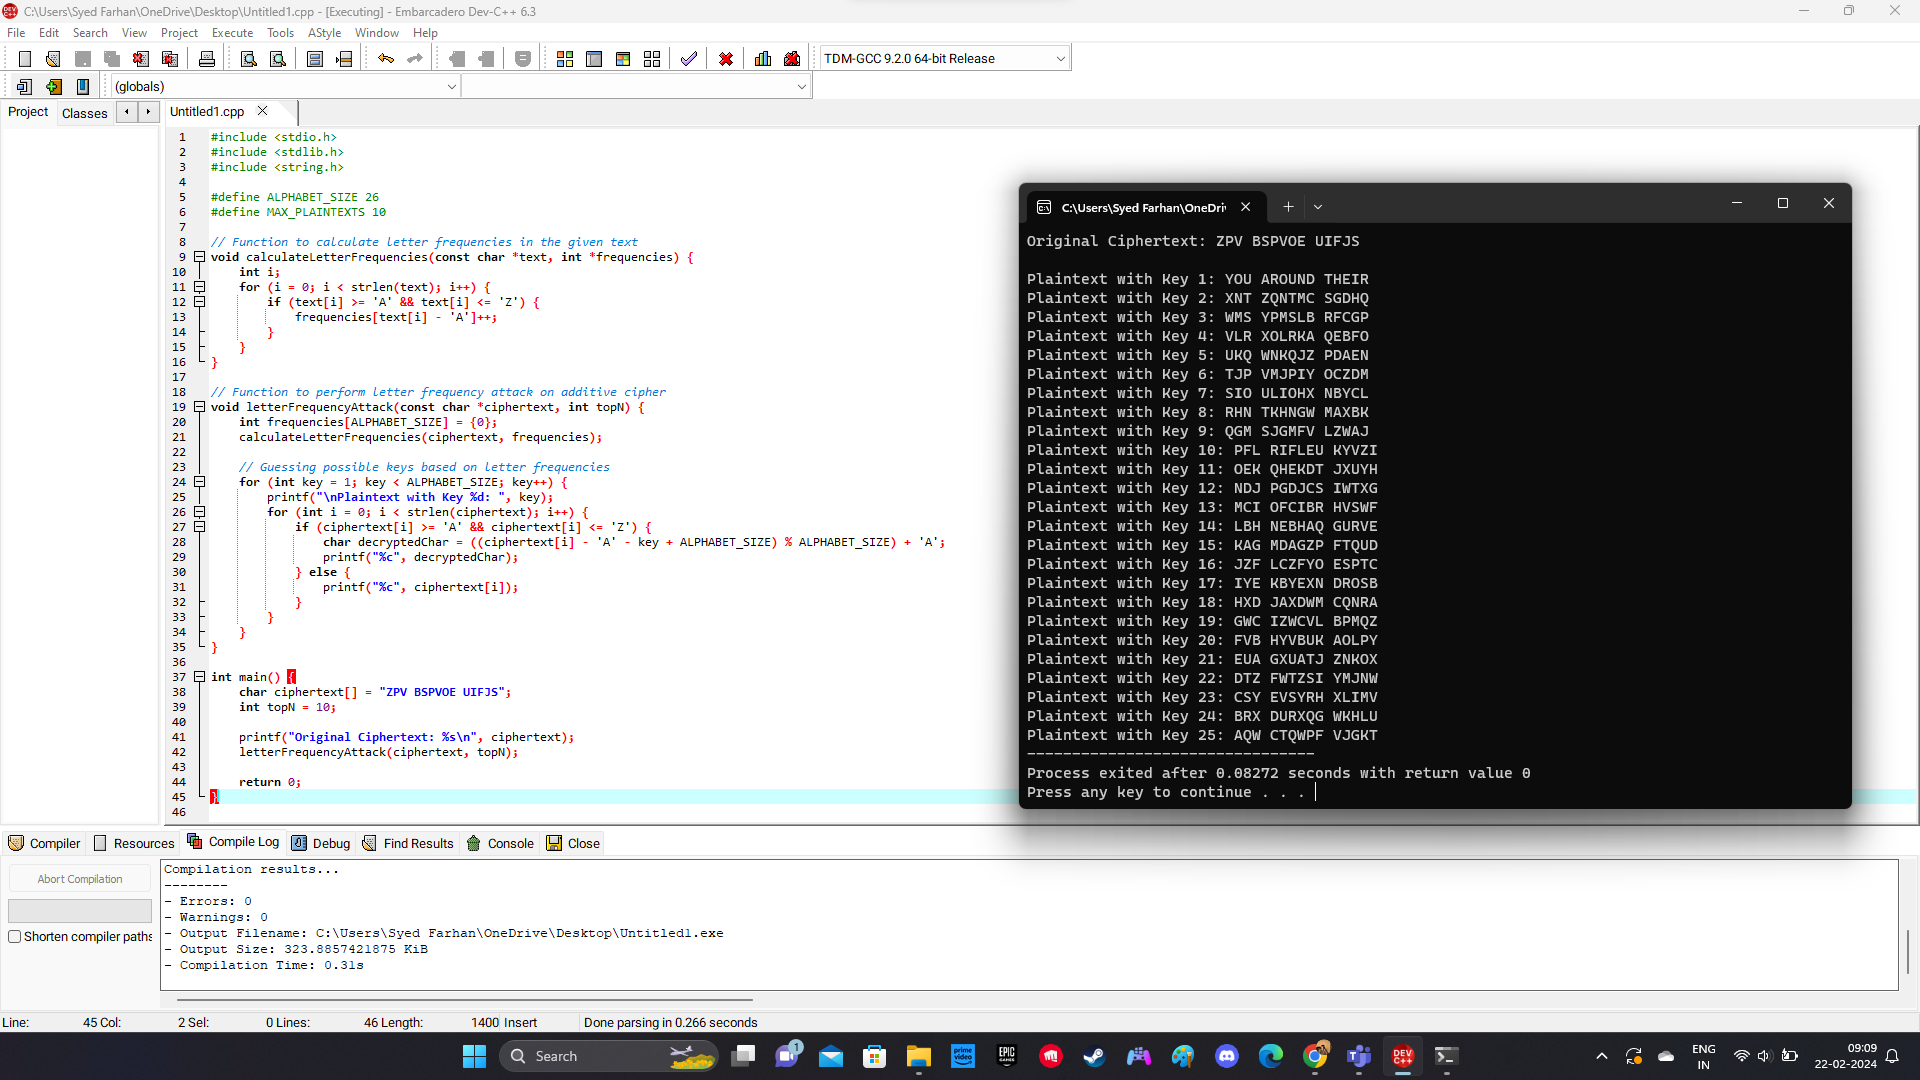 C:\Users\Syed Farhan\OneDrive\Desktop\Untitled1.cpp - [Executing] - Embarcadero Dev-C++ 6.3
File Edit Search View Project Execute Tools AStyle Window Help
TDM-GCC 9.2.0 64-bit Release
(globals)
Project Classes Untitled1.cpp
1 #include <stdio.h>
2 #include <stdlib.h>
3 #include <string.h>
4
5 #define ALPHABET_SIZE 26
6 #define MAX_PLAINTEXTS 10
7
8 // Function to calculate letter frequencies in the given text
9 void calculateLetterFrequencies(const char *text, int *frequencies) {
10 int i;
11 for (i = 0; i < strlen(text); i++) {
12 if (text[i] >= 'A' && text[i] <= 'Z') {
13 frequencies[text[i] - 'A']++;
14 }
15 }
16 }
17
18 // Function to perform letter frequency attack on additive cipher
19 void letterFrequencyAttack(const char *ciphertext, int topN) {
20 int frequencies[ALPHABET_SIZE] = {0};
21 calculateLetterFrequencies(ciphertext, frequencies);
22
23 // Guessing possible keys based on letter frequencies
24 for (int key = 1; key < ALPHABET_SIZE; key++) {
25 printf("\nPlaintext with Key %d: ", key);
26 for (int i = 0; i < strlen(ciphertext); i++) {
27 if (ciphertext[i] >= 'A' && ciphertext[i] <= 'Z') {
28 char decryptedChar = ((ciphertext[i] - 'A' - key + ALPHABET_SIZE) % ALPHABET_SIZE) + 'A';
29 printf("%c", decryptedChar);
30 } else {
31 printf("%c", ciphertext[i]);
32 }
33 }
34 }
35 }
36
37 int main() {
38 char ciphertext[] = "ZPV BSPVOE UIFJS";
39 int topN = 10;
40
41 printf("Original Ciphertext: %s\n", ciphertext);
42 letterFrequencyAttack(ciphertext, topN);
43
44 return 0;
45 }
46
C:\Users\Syed Farhan\OneDri
Original Ciphertext: ZPV BSPVOE UIFJS
Plaintext with Key 1: YOU AROUND THEIR
Plaintext with Key 2: XNT ZQNTMC SGDHQ
Plaintext with Key 3: WMS YPMSLB RFCGP
Plaintext with Key 4: VLR XOLRKA QEBFO
Plaintext with Key 5: UKQ WNKQJZ PDAEN
Plaintext with Key 6: TJP VMJPIY OCZDM
Plaintext with Key 7: SIO ULIOHX NBYCL
Plaintext with Key 8: RHN TKHNGW MAXBK
Plaintext with Key 9: QGM SJGMFV LZWAJ
Plaintext with Key 10: PFL RIFLEU KYVZI
Plaintext with Key 11: OEK QHEKDT JXUYH
Plaintext with Key 12: NDJ PGDJCS IWTXG
Plaintext with Key 13: MCI OFCIBR HVSWF
Plaintext with Key 14: LBH NEBHAQ GURVE
Plaintext with Key 15: KAG MDAGZP FTQUD
Plaintext with Key 16: JZF LCZFYO ESPTC
Plaintext with Key 17: IYE KBYEXN DROSB
Plaintext with Key 18: HXD JAXDWM CQNRA
Plaintext with Key 19: GWC IZWCVL BPMQZ
Plaintext with Key 20: FVB HYVBUK AOLPY
Plaintext with Key 21: EUA GXUATJ ZNKOX
Plaintext with Key 22: DTZ FWTZSI YMJNW
Plaintext with Key 23: CSY EVSYRH XLIMV
Plaintext with Key 24: BRX DURXQG WKHLU
Plaintext with Key 25: AQW CTQWPF VJGKT
--------------------------------
Process exited after 0.08272 seconds with return value 0
Press any key to continue . . .
Compiler Resources Compile Log Debug Find Results Console Close
Abort Compilation
Shorten compiler paths
Compilation results...
--------
- Errors: 0
- Warnings: 0
- Output Filename: C:\Users\Syed Farhan\OneDrive\Desktop\Untitled1.exe
- Output Size: 323.8857421875 KiB
- Compilation Time: 0.31s
Line: 45 Col: 2 Sel: 0 Lines: 46 Length: 1400 Insert Done parsing in 0.266 seconds
Search
1
prime video
EPIC GAMES
DEV C++
ENG
IN
09:09
22-02-2024